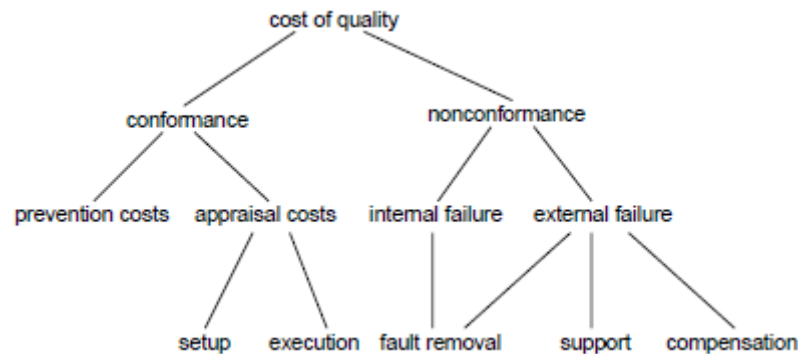 cost of quality
conformance
nonconformance
prevention costs
appraisal costs
internal failure
external failure
setup
execution
fault removal
support
compensation